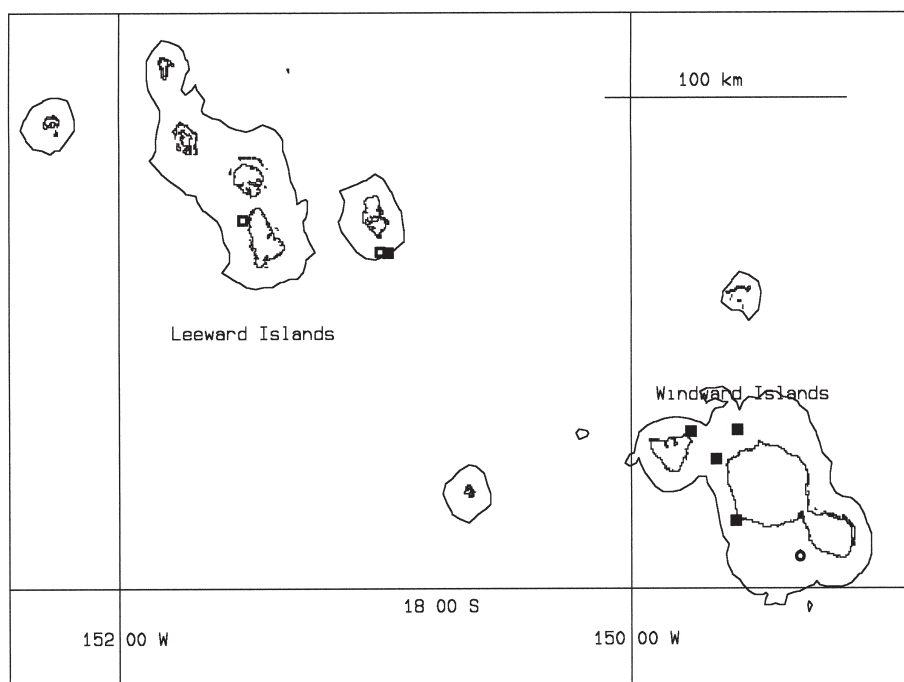 100 km
Leeward Islands
Windward Islands
18 00 S
152 00 W
150 00 W